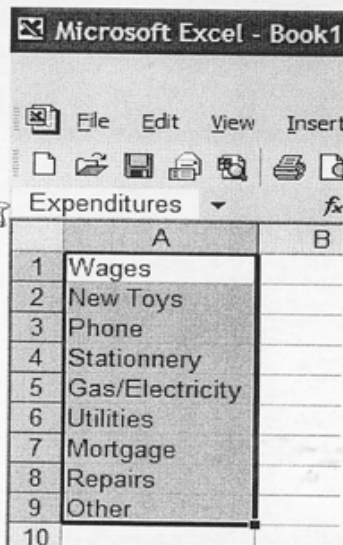 Microsoft Excel - Book1
File Edit View Insert
Expenditures fx
A B
1 Wages
2 New Toys
3 Phone
4 Stationnery
5 Gas/Electricity
6 Utilities
7 Mortgage
8 Repairs
9 Other
10